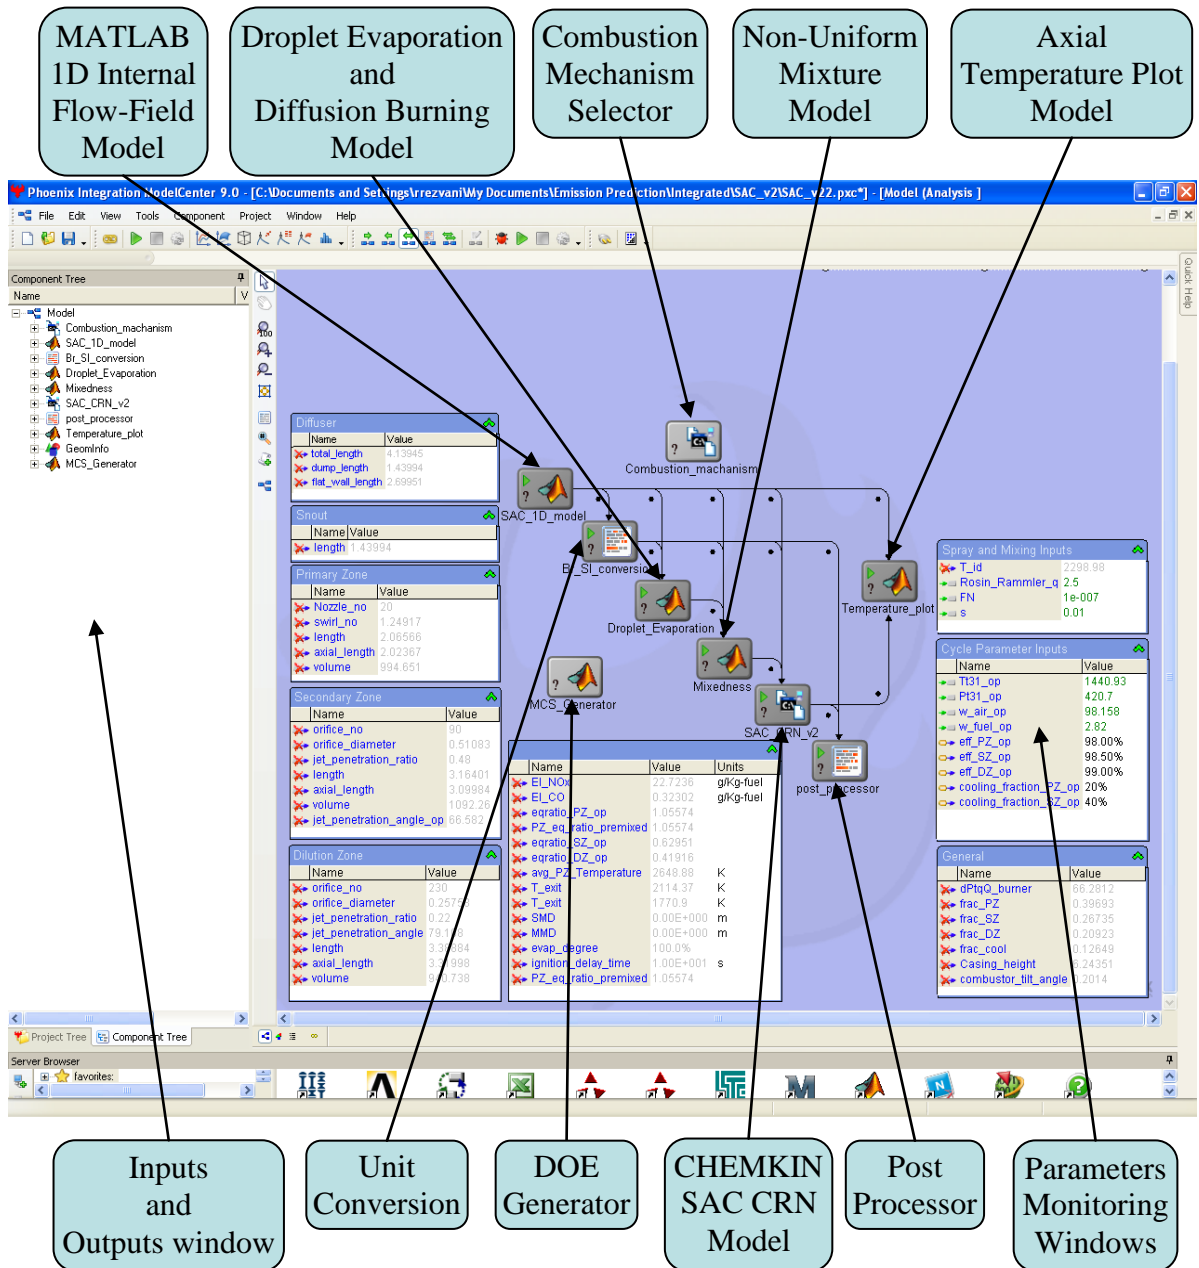 MATLAB
1D Internal
Flow-Field
Model
Droplet Evaporation
and
Diffusion Burning
Model
Combustion
Mechanism
Selector
Non-Uniform
Mixture
Model
Axial
Temperature Plot
Model
Phoenix Integration ModelCenter 9.0 - [C:\Documents and Settings\rrezvani\My Documents\Emission Prediction\Integrated\SAC_v2\SAC_v22.pxc*] - [Model (Analysis ]
File Edit View Tools Component Project Window Help
Quick Help
Component Tree
Name V
Model
Combustion_machanism
SAC_1D_model
Br_SI_conversion
Droplet_Evaporation
Mixedness
SAC_CRN_v2
post_processor
Temperature_plot
GeomInfo
MCS_Generator
100
Diffuser
Name Value
total_length 4.13945
dump_length 1.43994
flat_wall_length 2.69951
Snout
Name Value
length 1.43994
Primary Zone
Name Value
Nozzle_no 20
swirl_no 1.24917
length 2.06566
axial_length 2.02367
volume 994.651
Secondary Zone
Name Value
orifice_no 90
orifice_diameter 0.51083
jet_penetration_ratio 0.48
length 3.16401
axial_length 3.09984
volume 1092.26
jet_penetration_angle_op 66.582
Dilution Zone
Name Value
orifice_no 230
orifice_diameter
jet_penetration_ratio 0.22
jet_penetration_angle
length
axial_length
volume
Combustion_machanism
SAC_1D_model
Br_SI_conversion
Droplet_Evaporation
Mixedness
MCS_Generator
SAC_CRN_v2
post_processor
Temperature_plot
Name Value Units
EI_NOx 22.7236 g/Kg-fuel
EI_CO 0.32302 g/Kg-fuel
eqratio_PZ_op 1.05574
PZ_eq_ratio_premixed 1.05574
eqratio_SZ_op 0.62951
eqratio_DZ_op 0.41916
avg_PZ_Temperature 2648.88 K
T_exit 2114.37 K
T_exit 1770.9 K
SMD 0.00E+000 m
MMD 0.00E+000 m
evap_degree 100.0%
ignition_delay_time 1.00E+001 s
PZ_eq_ratio_premixed 1.05574
Spray and Mixing Inputs
T_id 2298.98
Rosin_Rammler_q 2.5
FN 1e-007
s 0.01
Cycle Parameter Inputs
Name Value
Tt31_op 1440.93
Pt31_op 420.7
w_air_op 98.158
w_fuel_op 2.82
eff_PZ_op 98.00%
eff_SZ_op 98.50%
eff_DZ_op 99.00%
cooling_fraction_PZ_op 20%
cooling_fraction_SZ_op 40%
General
Name Value
dPtqQ_burner 66.2812
frac_PZ 0.39693
frac_SZ 0.26735
frac_DZ 0.20923
frac_cool 0.12649
Casing_height 6.24351
combustor_tilt_angle 0.2014
Project Tree Component Tree
Server Browser
favorites:
Inputs
and
Outputs window
Unit
Conversion
DOE
Generator
CHEMKIN
SAC CRN
Model
Post
Processor
Parameters
Monitoring
Windows